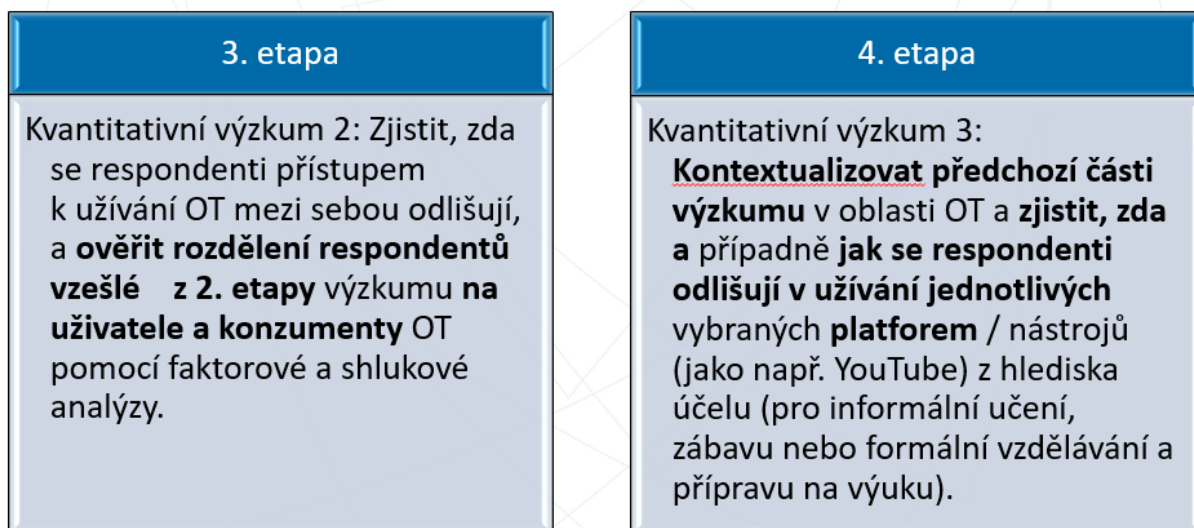 3. etapa
Kvantitativní výzkum 2: Zjistit, zda
se respondenti přístupem
k užívání OT mezi sebou odlišují,
a ověřit rozdělení respondentů
vzešlé z 2. etapy výzkumu na
uživatele a konzumenty OT
pomocí faktorové a shlukové
analýzy.
4. etapa
Kvantitativní výzkum 3:
Kontextualizovat předchozí části
výzkumu v oblasti OT a zjistit, zda
a případně jak se respondenti
odlišují v užívání jednotlivých
vybraných platforem / nástrojů
(jako např. YouTube) z hlediska
účelu (pro informální učení,
zábavu nebo formální vzdělávání a
přípravu na výuku).